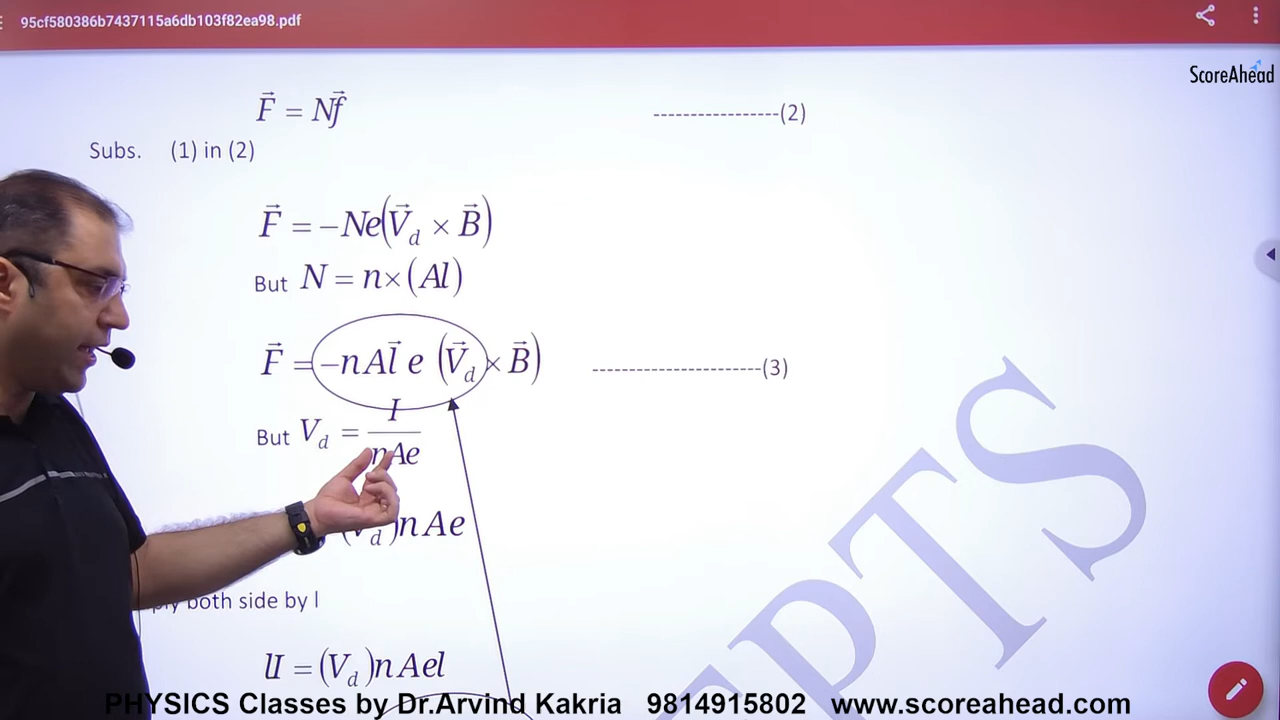 95cf580386b7437115a6db103f82ea98.pdf
ScoreAhead
F⃗ = Nf⃗ -----------------(2)
Subs. (1) in (2)
F⃗ = −Ne(V⃗d × B⃗)
But N = n×(Al)
F⃗ = −nAl⃗ e (V⃗d × B⃗) -----------------------(3)
But Vd = I/nAe
d)nAe
both side by l
lI = (Vd)nAel
PTS
PHYSICS Classes by Dr.Arvind Kakria 9814915802 www.scoreahead.com